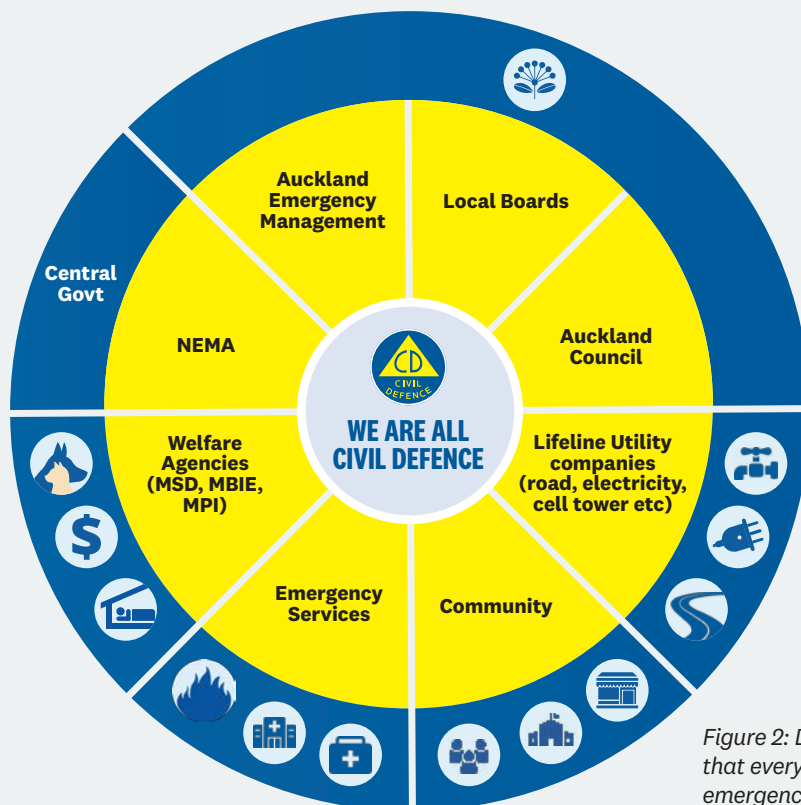 Auckland
Emergency
Management
Local Boards
Central
Govt
NEMA
Auckland
Council
CD
CIVIL
DEFENCE
WE ARE ALL
CIVIL DEFENCE
Welfare
Agencies
(MSD, MBIE,
MPI)
Lifeline Utility
companies
(road, electricity,
cell tower etc)
$
Emergency
Services
Community
Figure 2: D
that every
emergenc